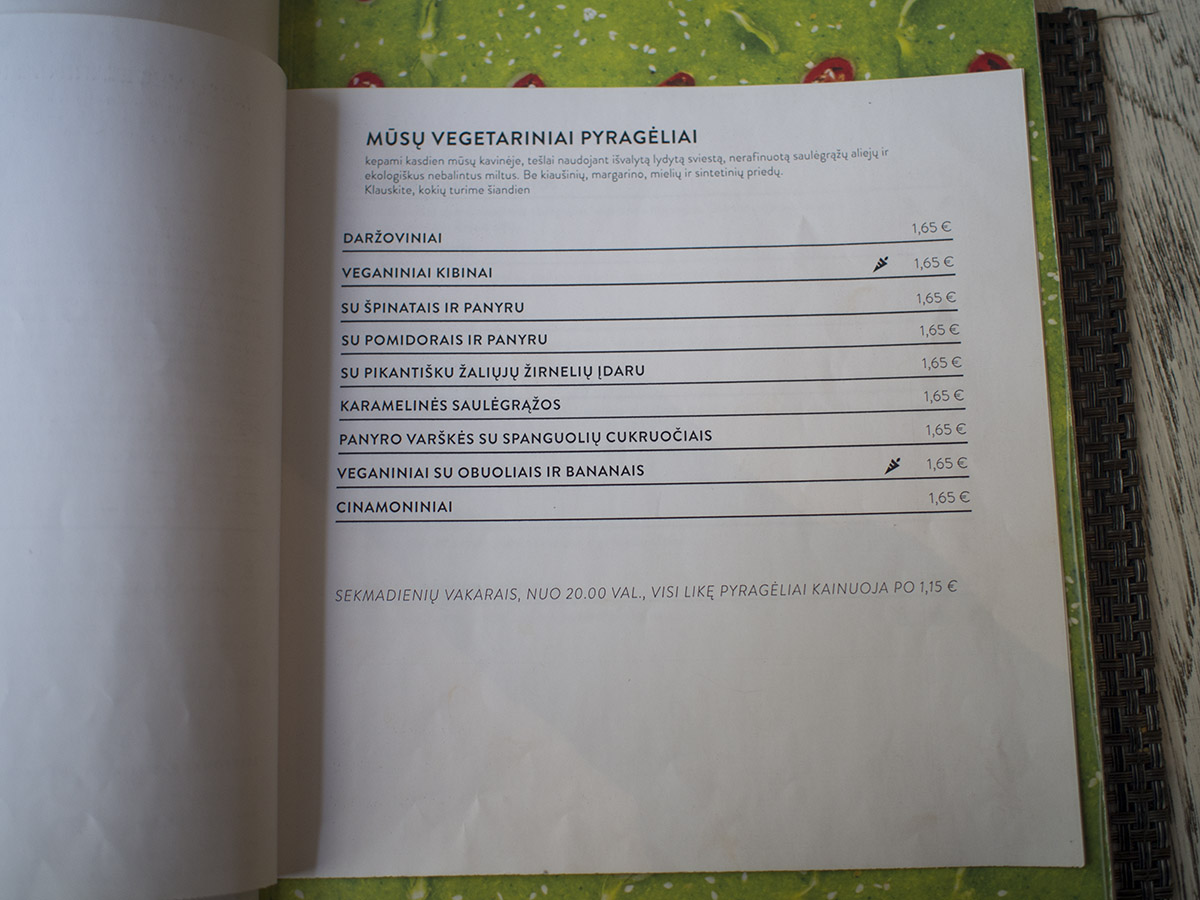 MŪSŲ VEGETARINIAI PYRAGĖLIAI
kepami kasdien mūsų kavinėje, tešlai naudojant išvalytą lydytą sviestą, nerafinuotą saulėgrąžų aliejų ir
ekologiškus nebalintus miltus. Be kiaušinių, margarino, mielių ir sintetinių priedų.
Klauskite, kokių turime šiandien
DARŽOVINIAI 1,65 €
VEGANINIAI KIBINAI 1,65 €
SU ŠPINATAIS IR PANYRU 1,65 €
SU POMIDORAIS IR PANYRU 1,65 €
SU PIKANTIŠKU ŽALIŲJŲ ŽIRNELIŲ ĮDARU 1,65 €
KARAMELINĖS SAULĖGRĄŽOS 1,65 €
PANYRO VARŠKĖS SU SPANGUOLIŲ CUKRUOČIAIS 1,65 €
VEGANINIAI SU OBUOLIAIS IR BANANAIS 1,65 €
CINAMONINIAI 1,65 €
SEKMADIENIŲ VAKARAIS, NUO 20.00 VAL., VISI LIKĘ PYRAGĖLIAI KAINUOJA PO 1,15 €